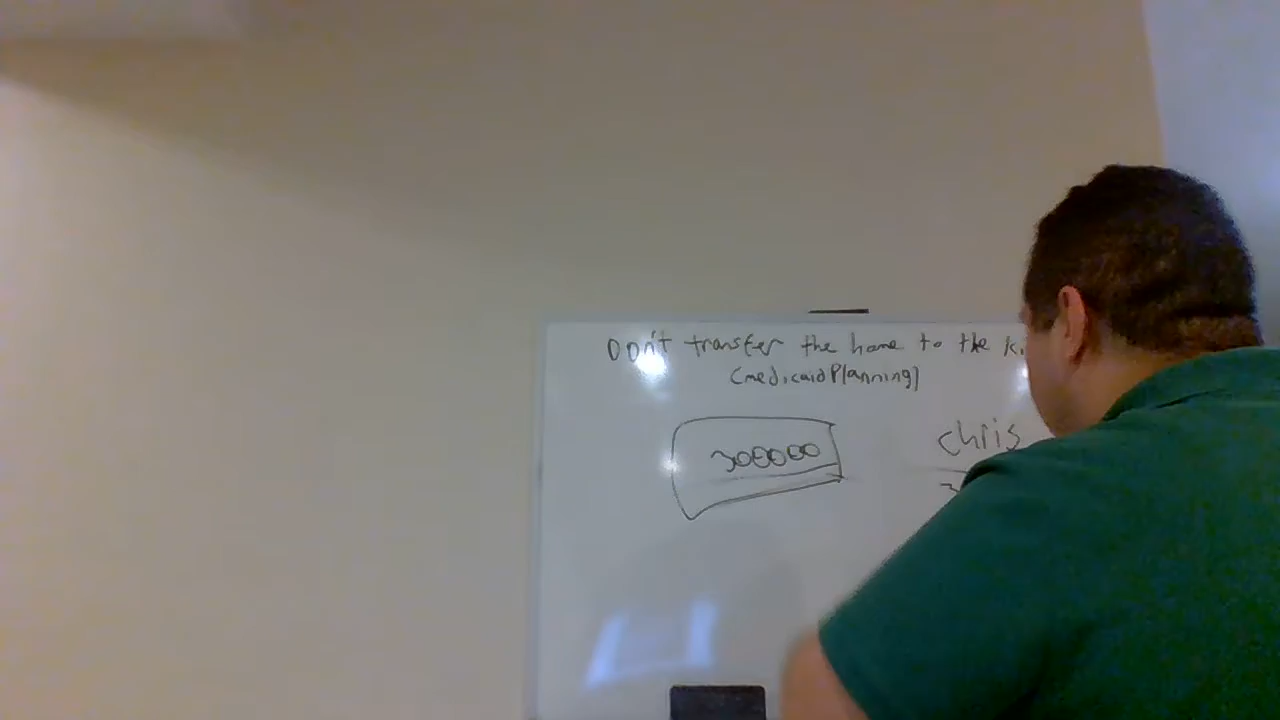 Don't transfer the home to the
(medicaid Planning)
300000
chris